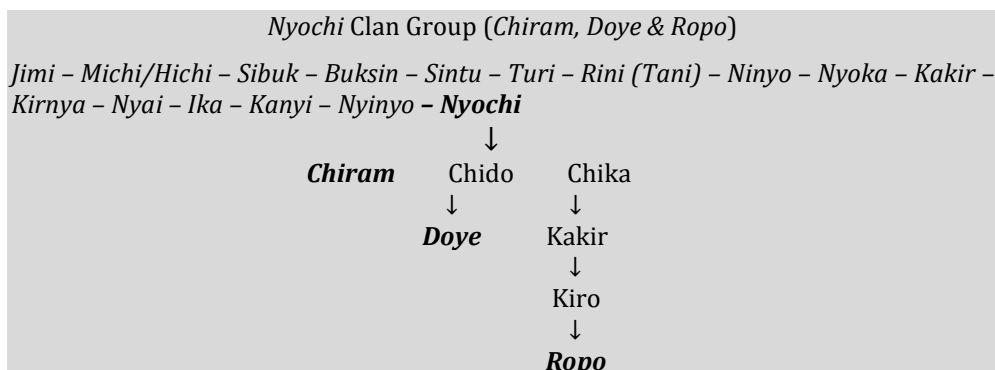 Nyochi Clan Group (Chiram, Doye & Ropo)
Jimi – Michi/Hichi – Sibuk – Buksin – Sintu – Turi – Rini (Tani) – Ninyo – Nyoka – Kakir –
Kirnya – Nyai – Ika – Kanyi – Nyinyo – Nyochi
↓
Chiram Chido Chika
↓ ↓
Doye Kakir
↓
Kiro
↓
Ropo